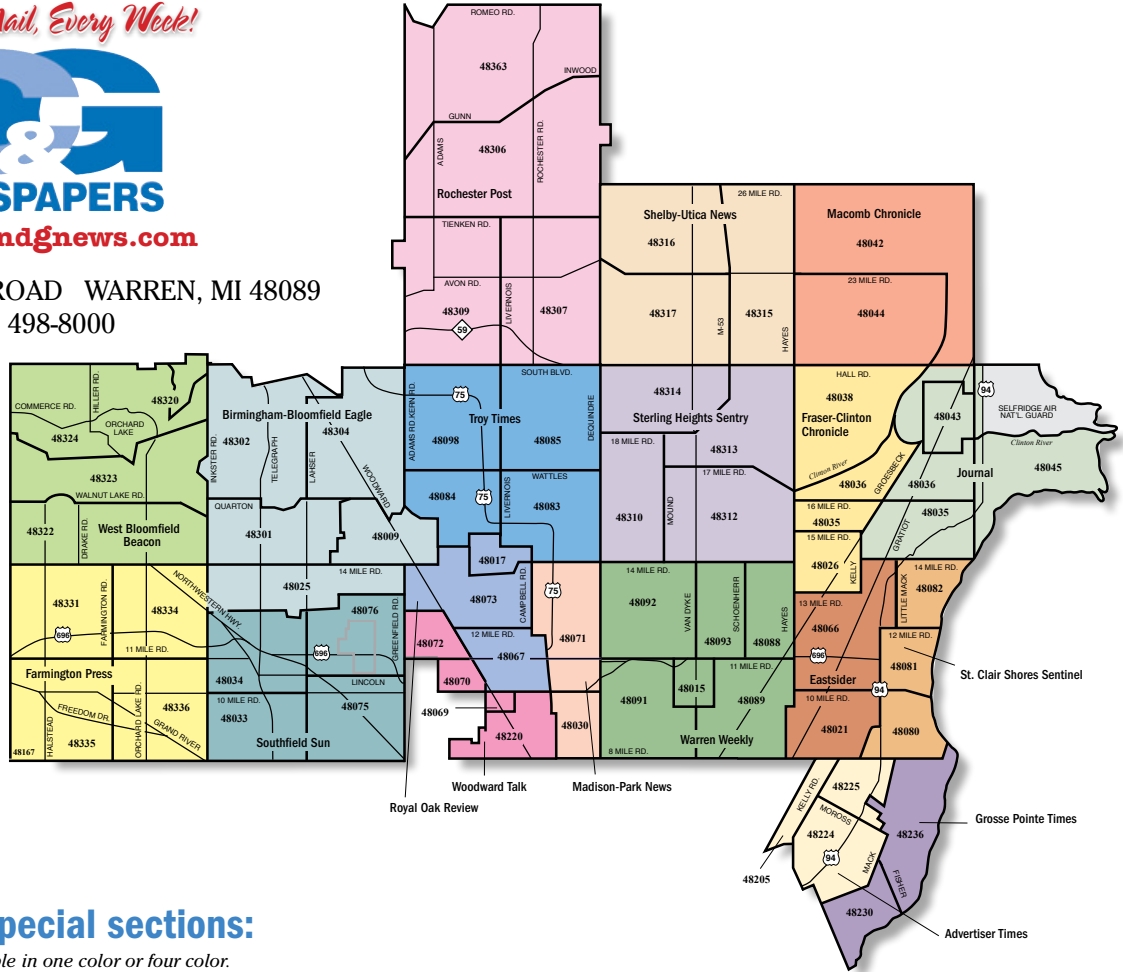 Mail, Every Week!
C&G
SPAPERS
ndgnews.com
ROAD WARREN, MI 48089
498-8000
ROMEO RD.
48363
INWOOD
GUNN
ADAMS
48306
ROCHESTER RD.
Rochester Post
TIENKEN RD.
AVON RD.
48309
LIVERNOIS
48307
59
Shelby-Utica News
26 MILE RD.
48316
48317
M-53
48315
HAYES
Macomb Chronicle
48042
23 MILE RD.
48044
COMMERCE RD.
HILLER RD.
48320
ORCHARD LAKE
48324
48323
WALNUT LAKE RD.
48322
DRAKE RD.
West Bloomfield Beacon
Birmingham-Bloomfield Eagle
48302
48304
INKSTER RD.
TELEGRAPH
LAHSER
WOODWARD
QUARTON
48301
48009
48025
14 MILE RD.
SOUTH BLVD.
75
ADAMS RD KERN RD.
Troy Times
48098
48085
DEQUINDRE
WATTLES
48084
75
LIVERNOIS
48083
48314
Sterling Heights Sentry
18 MILE RD.
48313
17 MILE RD.
48310
MOUND
48312
HALL RD.
48038
Fraser-Clinton Chronicle
Clinton River
48036
GROESBECK
16 MILE RD.
48035
15 MILE RD.
48026
KELLY
94
SELFRIDGE AIR NAT'L. GUARD
48043
Clinton River
Journal
48045
48036
48035
GRATIOT
48331
FARMINGTON RD.
48334
NORTHWESTERN HWY.
696
11 MILE RD.
Farmington Press
48336
FREEDOM DR.
GRAND RIVER
HALSTEAD
48335
ORCHARD LAKE RD.
48167
48076
GREENFIELD RD.
696
48034
LINCOLN
10 MILE RD.
48033
48075
Southfield Sun
48017
48073
CAMPBELL RD.
12 MILE RD.
48067
48072
48070
48069
48220
75
48071
48030
Woodward Talk
Royal Oak Review
Madison-Park News
14 MILE RD.
48092
VAN DYKE
48093
SCHOENHERR
48088
HAYES
11 MILE RD.
48091
48015
48089
Warren Weekly
8 MILE RD.
13 MILE RD.
48066
696
Eastsider
10 MILE RD.
48021
LITTLE MACK
14 MILE RD.
48082
12 MILE RD.
48081
94
48080
St. Clair Shores Sentinel
KELLY RD.
48225
MOROSS
48224
94
MACK
48205
48236
FISHER
48230
Grosse Pointe Times
Advertiser Times
pecial sections:
ble in one color or four color.